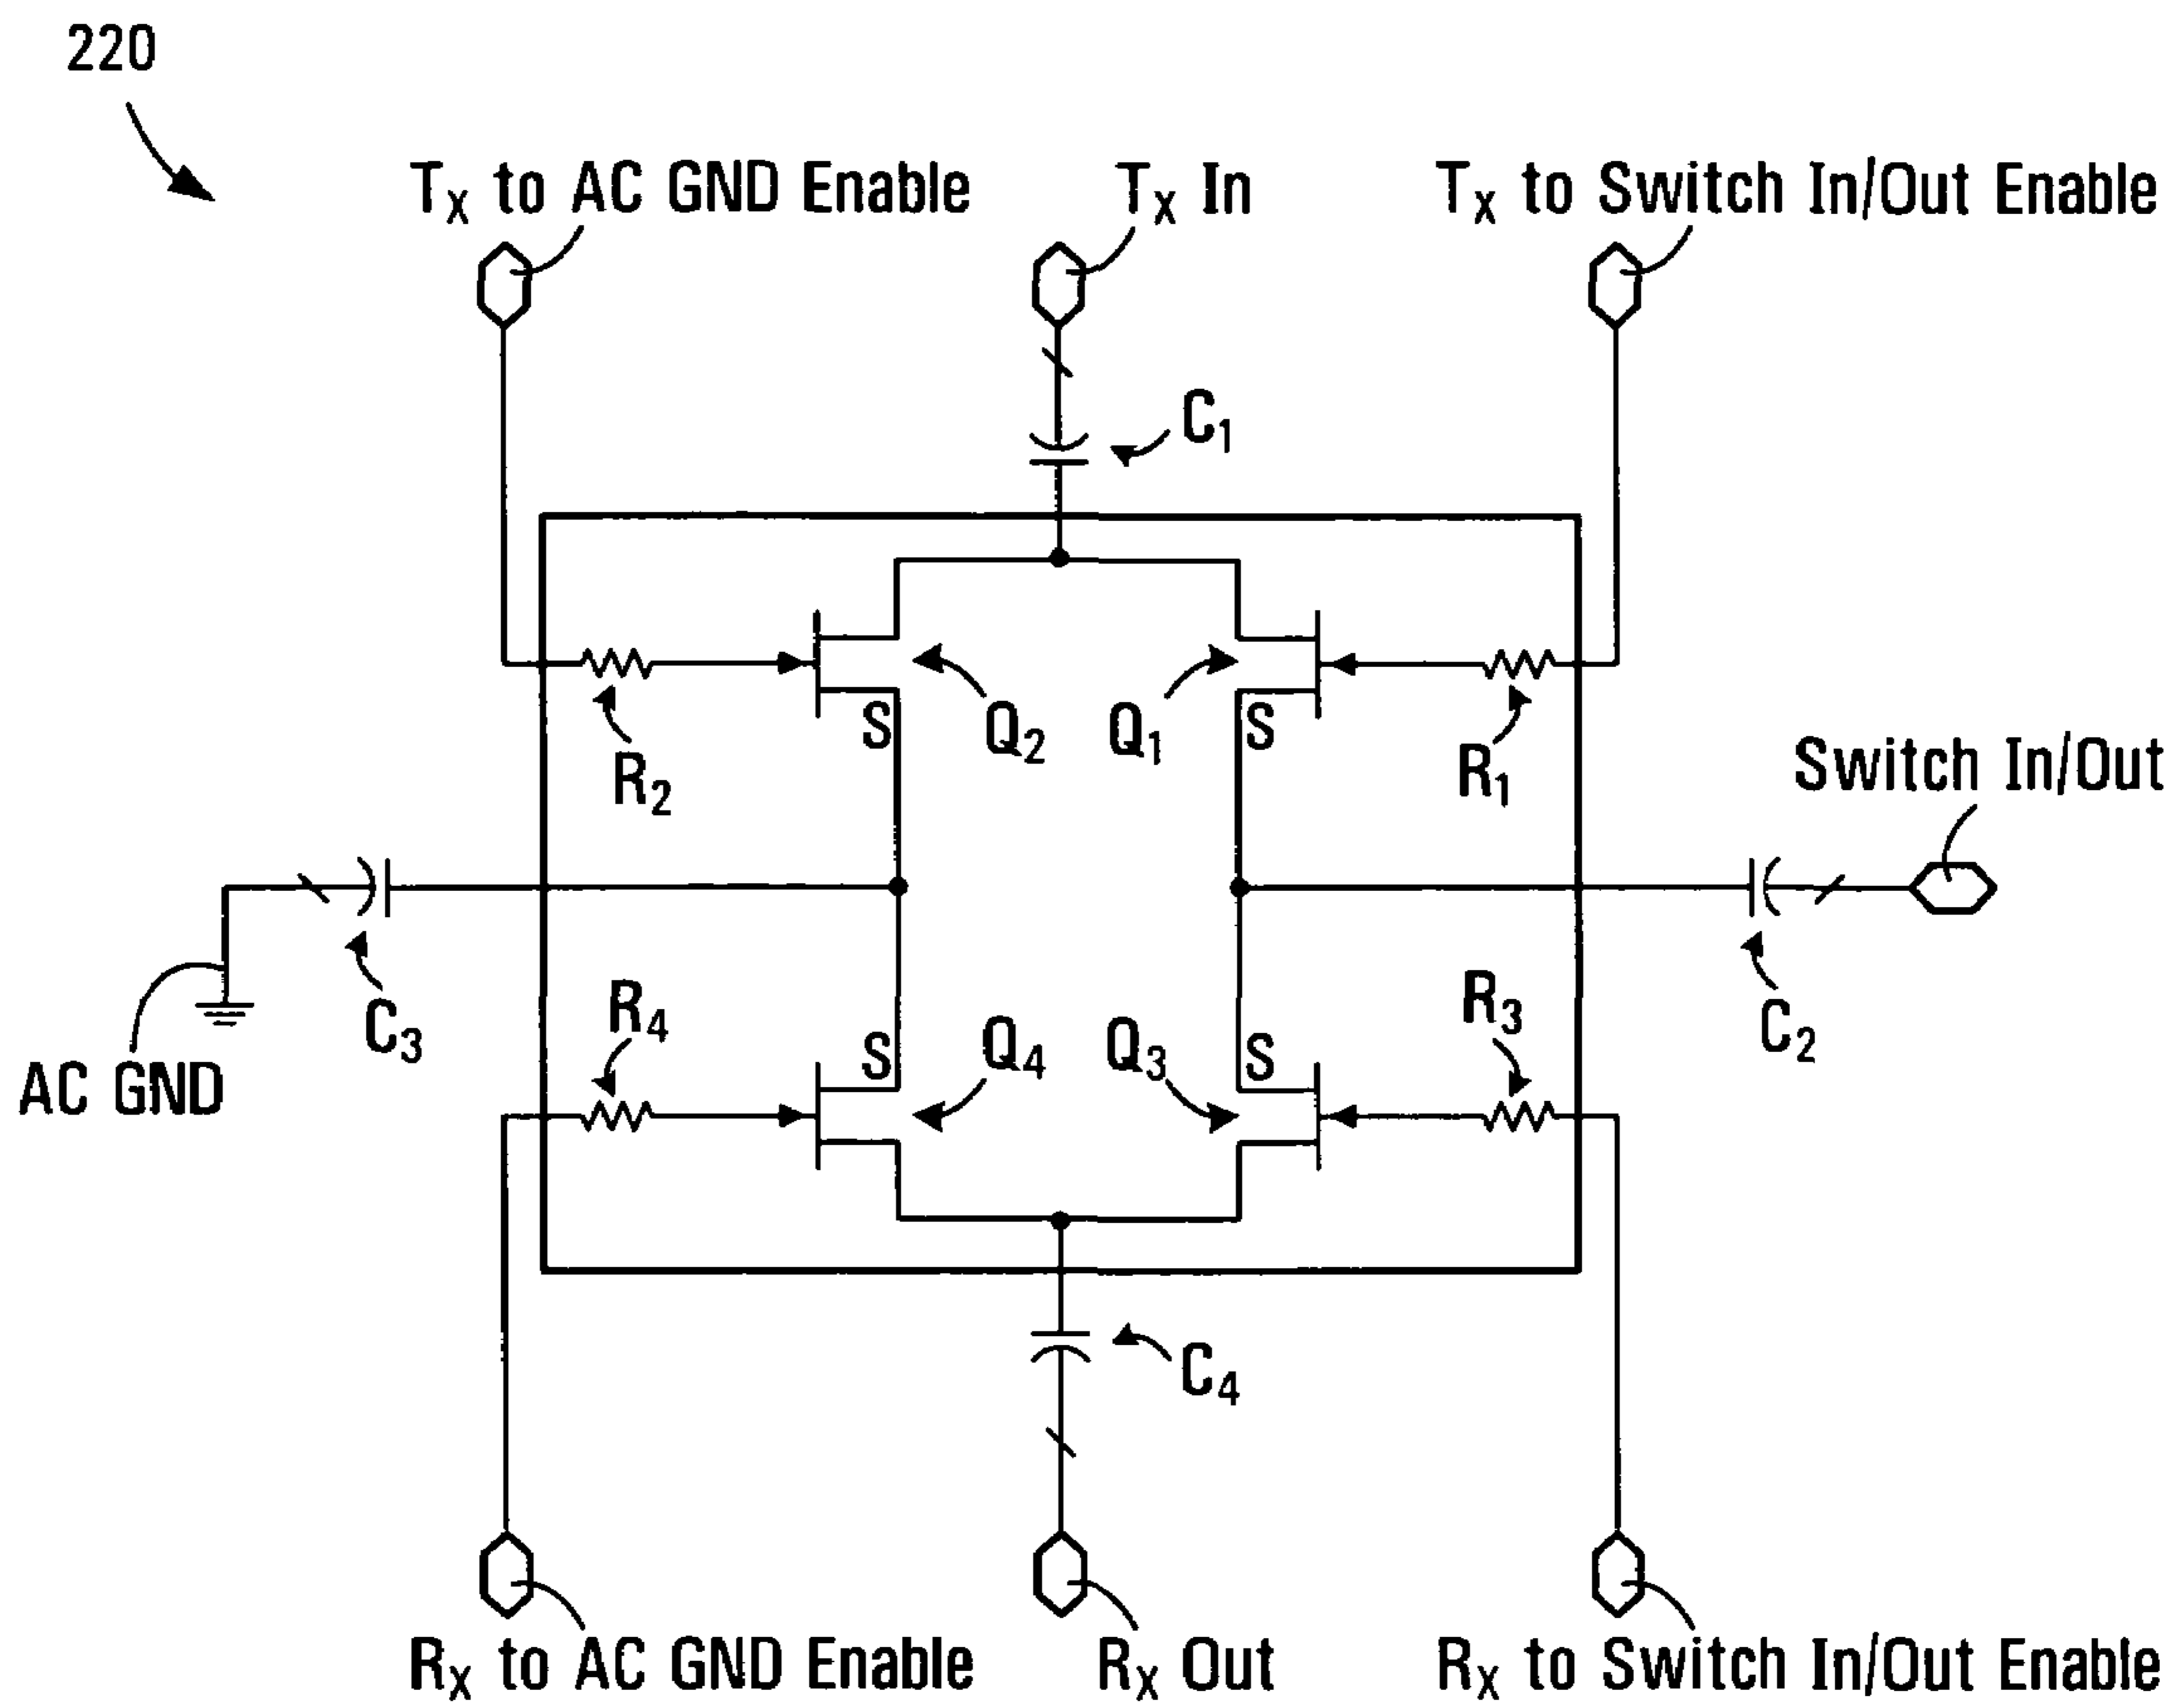 220
Tx to AC GND Enable
Tx In
Tx to Switch In/Out Enable
C1
S
Q2
Q1
S
R2
R1
Switch In/Out
C3
R4
S
Q4
Q3
S
R3
C2
AC GND
C4
Rx to AC GND Enable
Rx Out
Rx to Switch In/Out Enable